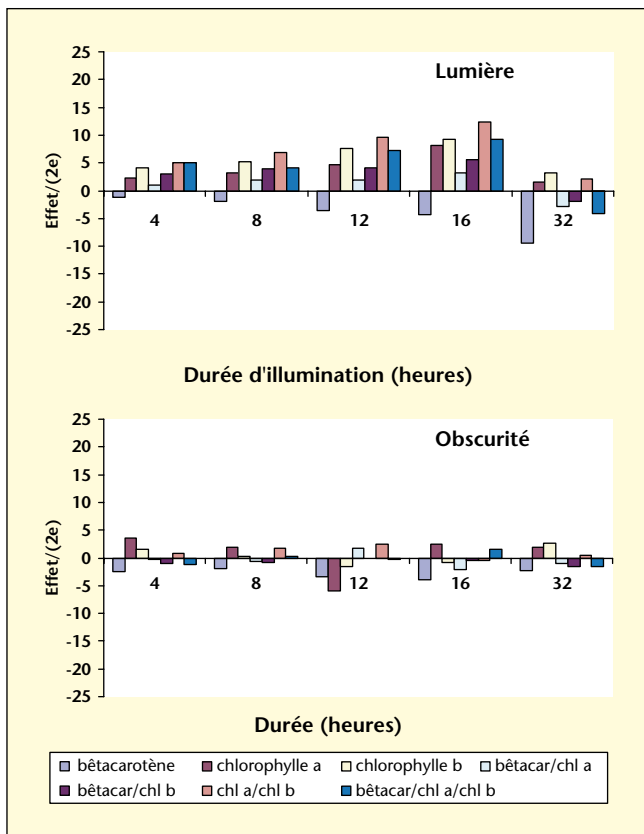 Lumière
25
20
15
10
5
0
-5
-10
-15
-20
-25
Effet/(2e)
4 8 12 16 32
Durée d'illumination (heures)
Obscurité
25
20
15
10
5
0
-5
-10
-15
-20
-25
Effet/(2e)
4 8 12 16 32
Durée (heures)
bêtacarotène chlorophylle a chlorophylle b bêtacar/chl a
bêtacar/chl b chl a/chl b bêtacar/chl a/chl b